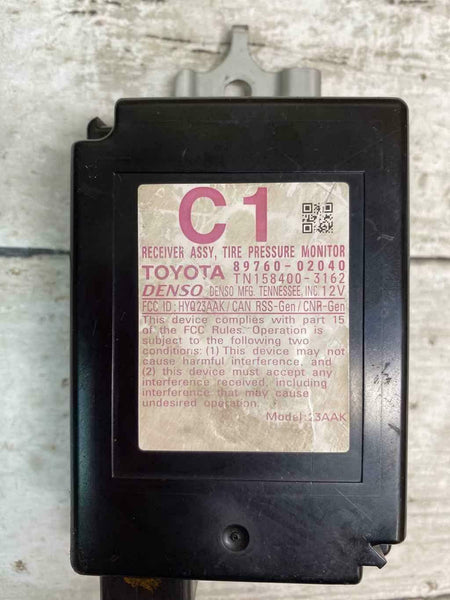 C1
RECEIVER ASSY, TIRE PRESSURE MONITOR
TOYOTA 89760-02040
TN158400-3162
DENSO DENSO MFG. TENNESSEE, INC. 12V
FCC ID : HYQ23AAK/CAN RSS-Gen/CNR-Gen
This device complies with part 15
of the FCC Rules. Operation is
subject to the following two
conditions: (1) This device may not
cause harmful interference, and
(2) this device must accept any
interference received, including
interference that may cause
undesired operation.
Model:23AAK